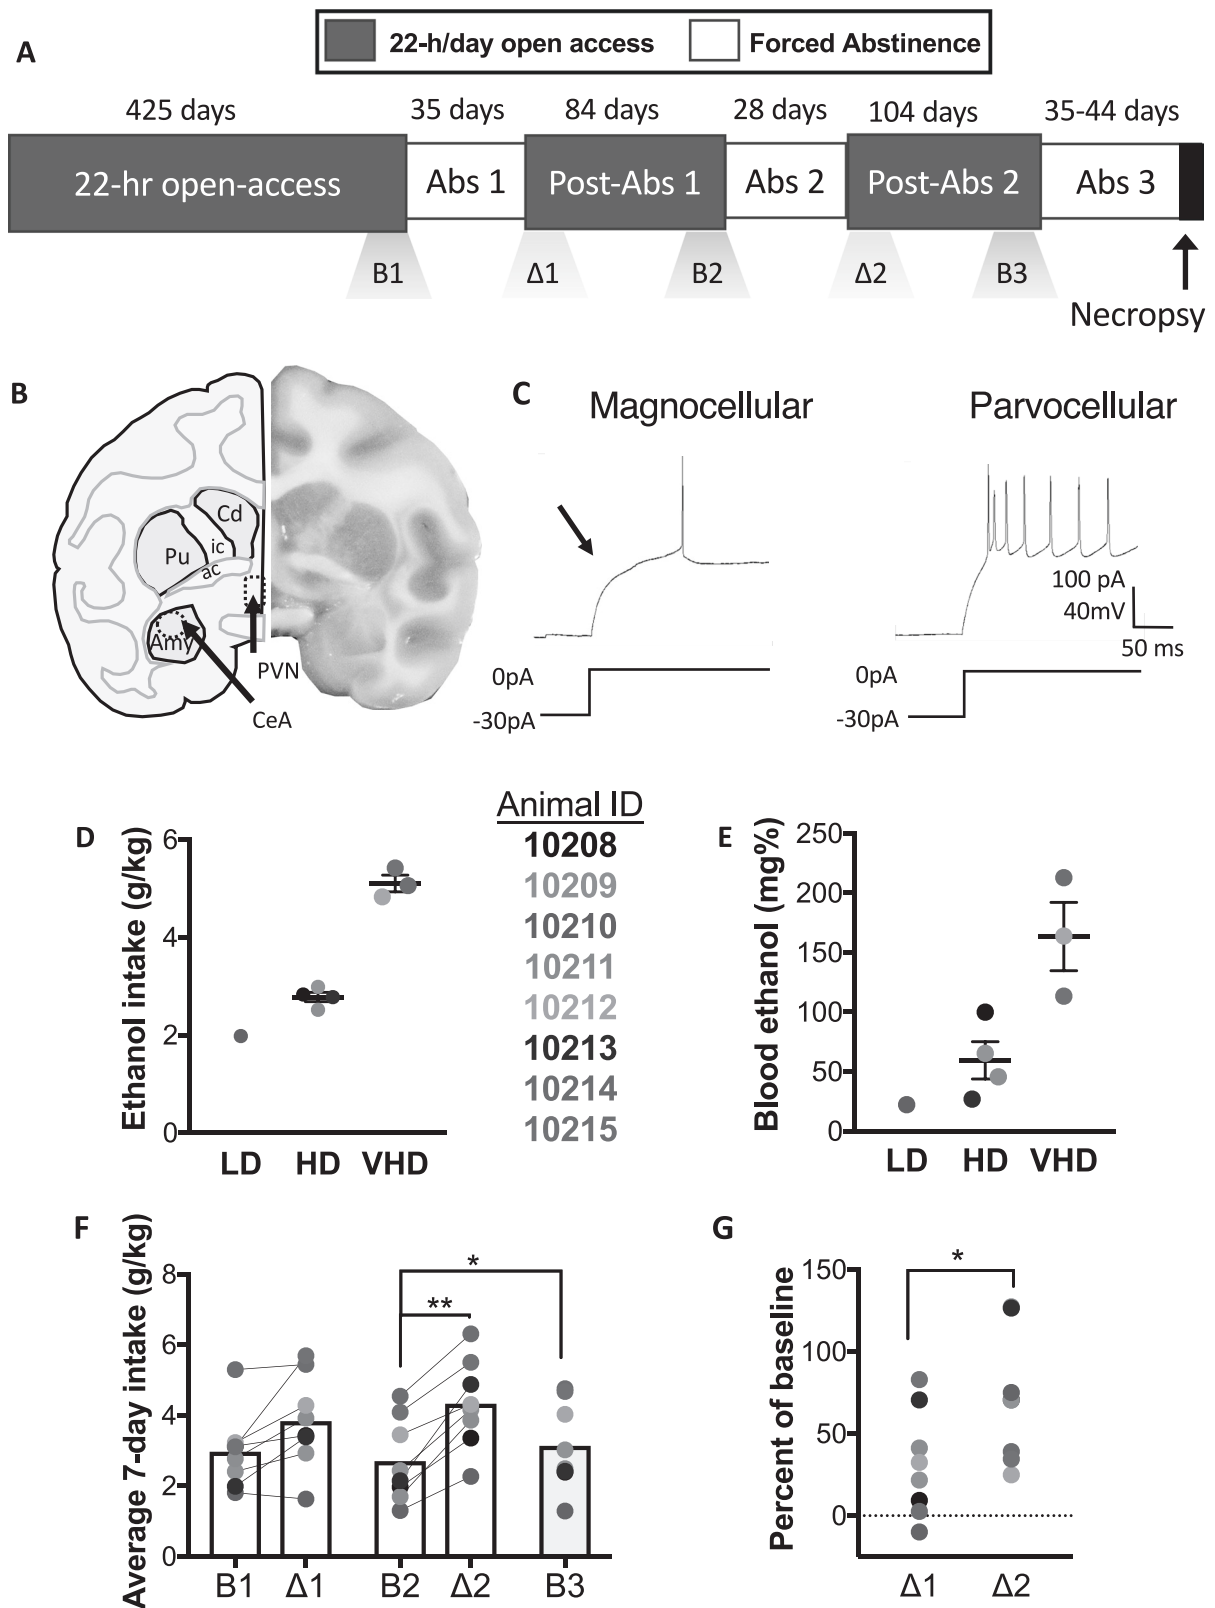 A
22-h/day open access
Forced Abstinence
425 days
35 days
84 days
28 days
104 days
35-44 days
22-hr open-access
Abs 1
Post-Abs 1
Abs 2
Post-Abs 2
Abs 3
B1
Δ1
B2
Δ2
B3
Necropsy
B
Cd
Pu
ic
ac
Amy
PVN
CeA
C
Magnocellular
Parvocellular
100 pA
40mV
50 ms
0pA
-30pA
0pA
-30pA
D
Ethanol intake (g/kg)
6
4
2
0
LD
HD
VHD
Animal ID
10208
10209
10210
10211
10212
10213
10214
10215
E
Blood ethanol (mg%)
250
200
150
100
50
0
LD
HD
VHD
F
Average 7-day intake (g/kg)
8
6
4
2
0
*
**
B1
Δ1
B2
Δ2
B3
G
Percent of baseline
150
100
50
0
*
Δ1
Δ2